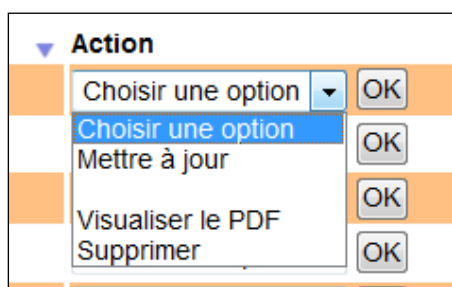 Action
Choisir une option OK
Choisir une option
Mettre à jour OK
OK
Visualiser le PDF
Supprimer OK